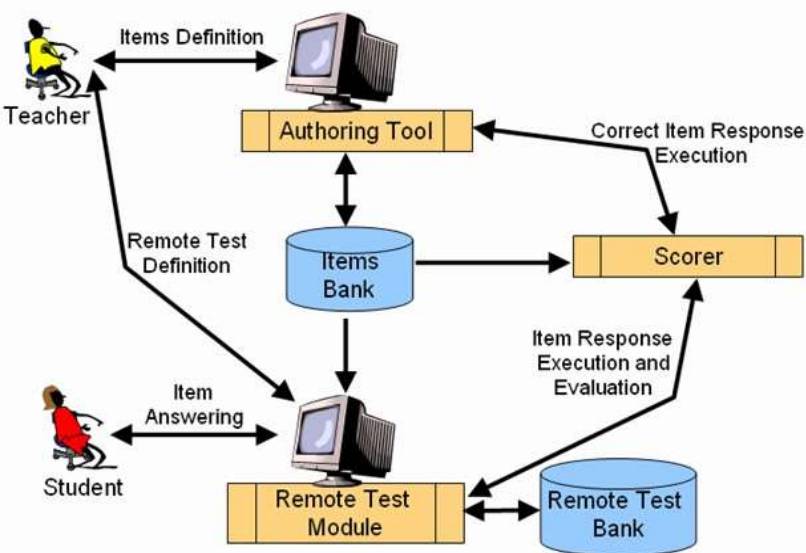 Items Definition
Teacher
Authoring Tool
Correct Item Response
Execution
Remote Test
Definition
Items
Bank
Scorer
Item Response
Execution and
Evaluation
Item
Answering
Student
Remote Test
Module
Remote Test
Bank